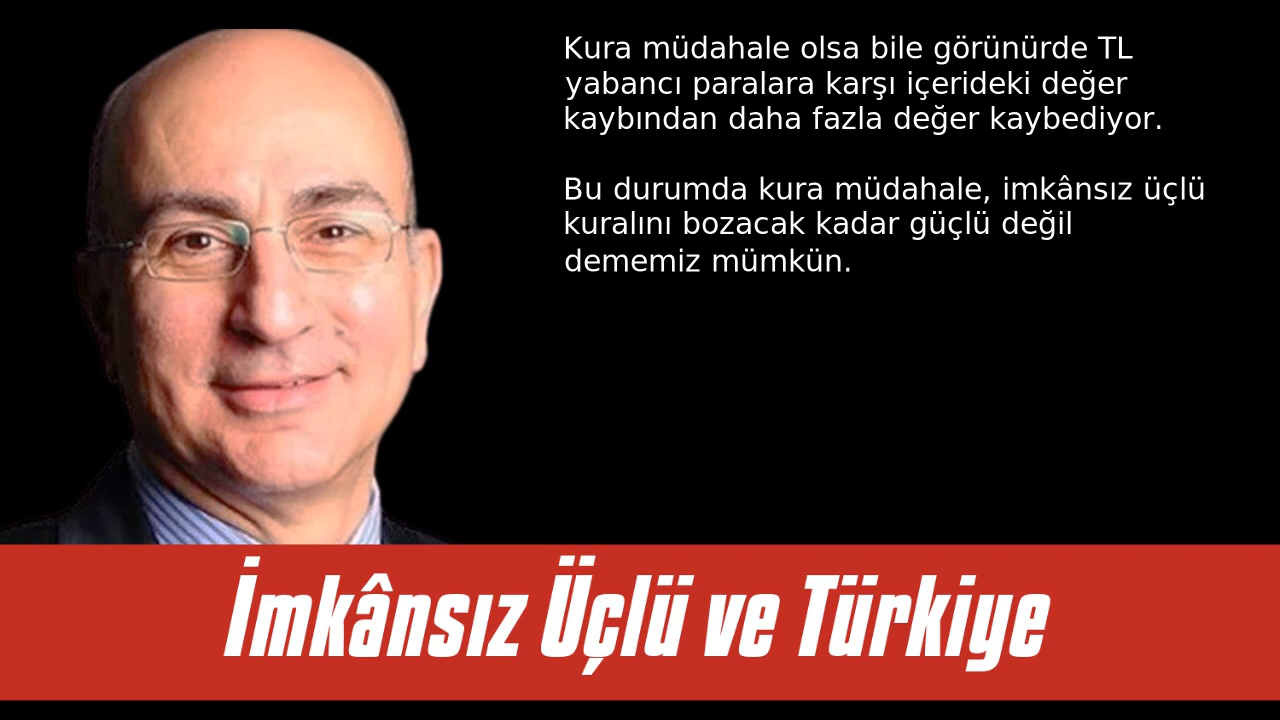 Kura müdahale olsa bile görünürde TL
yabancı paralara karşı içerideki değer
kaybından daha fazla değer kaybediyor.
Bu durumda kura müdahale, imkânsız üçlü
kuralını bozacak kadar güçlü değil
dememiz mümkün.
İmkânsız Üçlü ve Türkiye